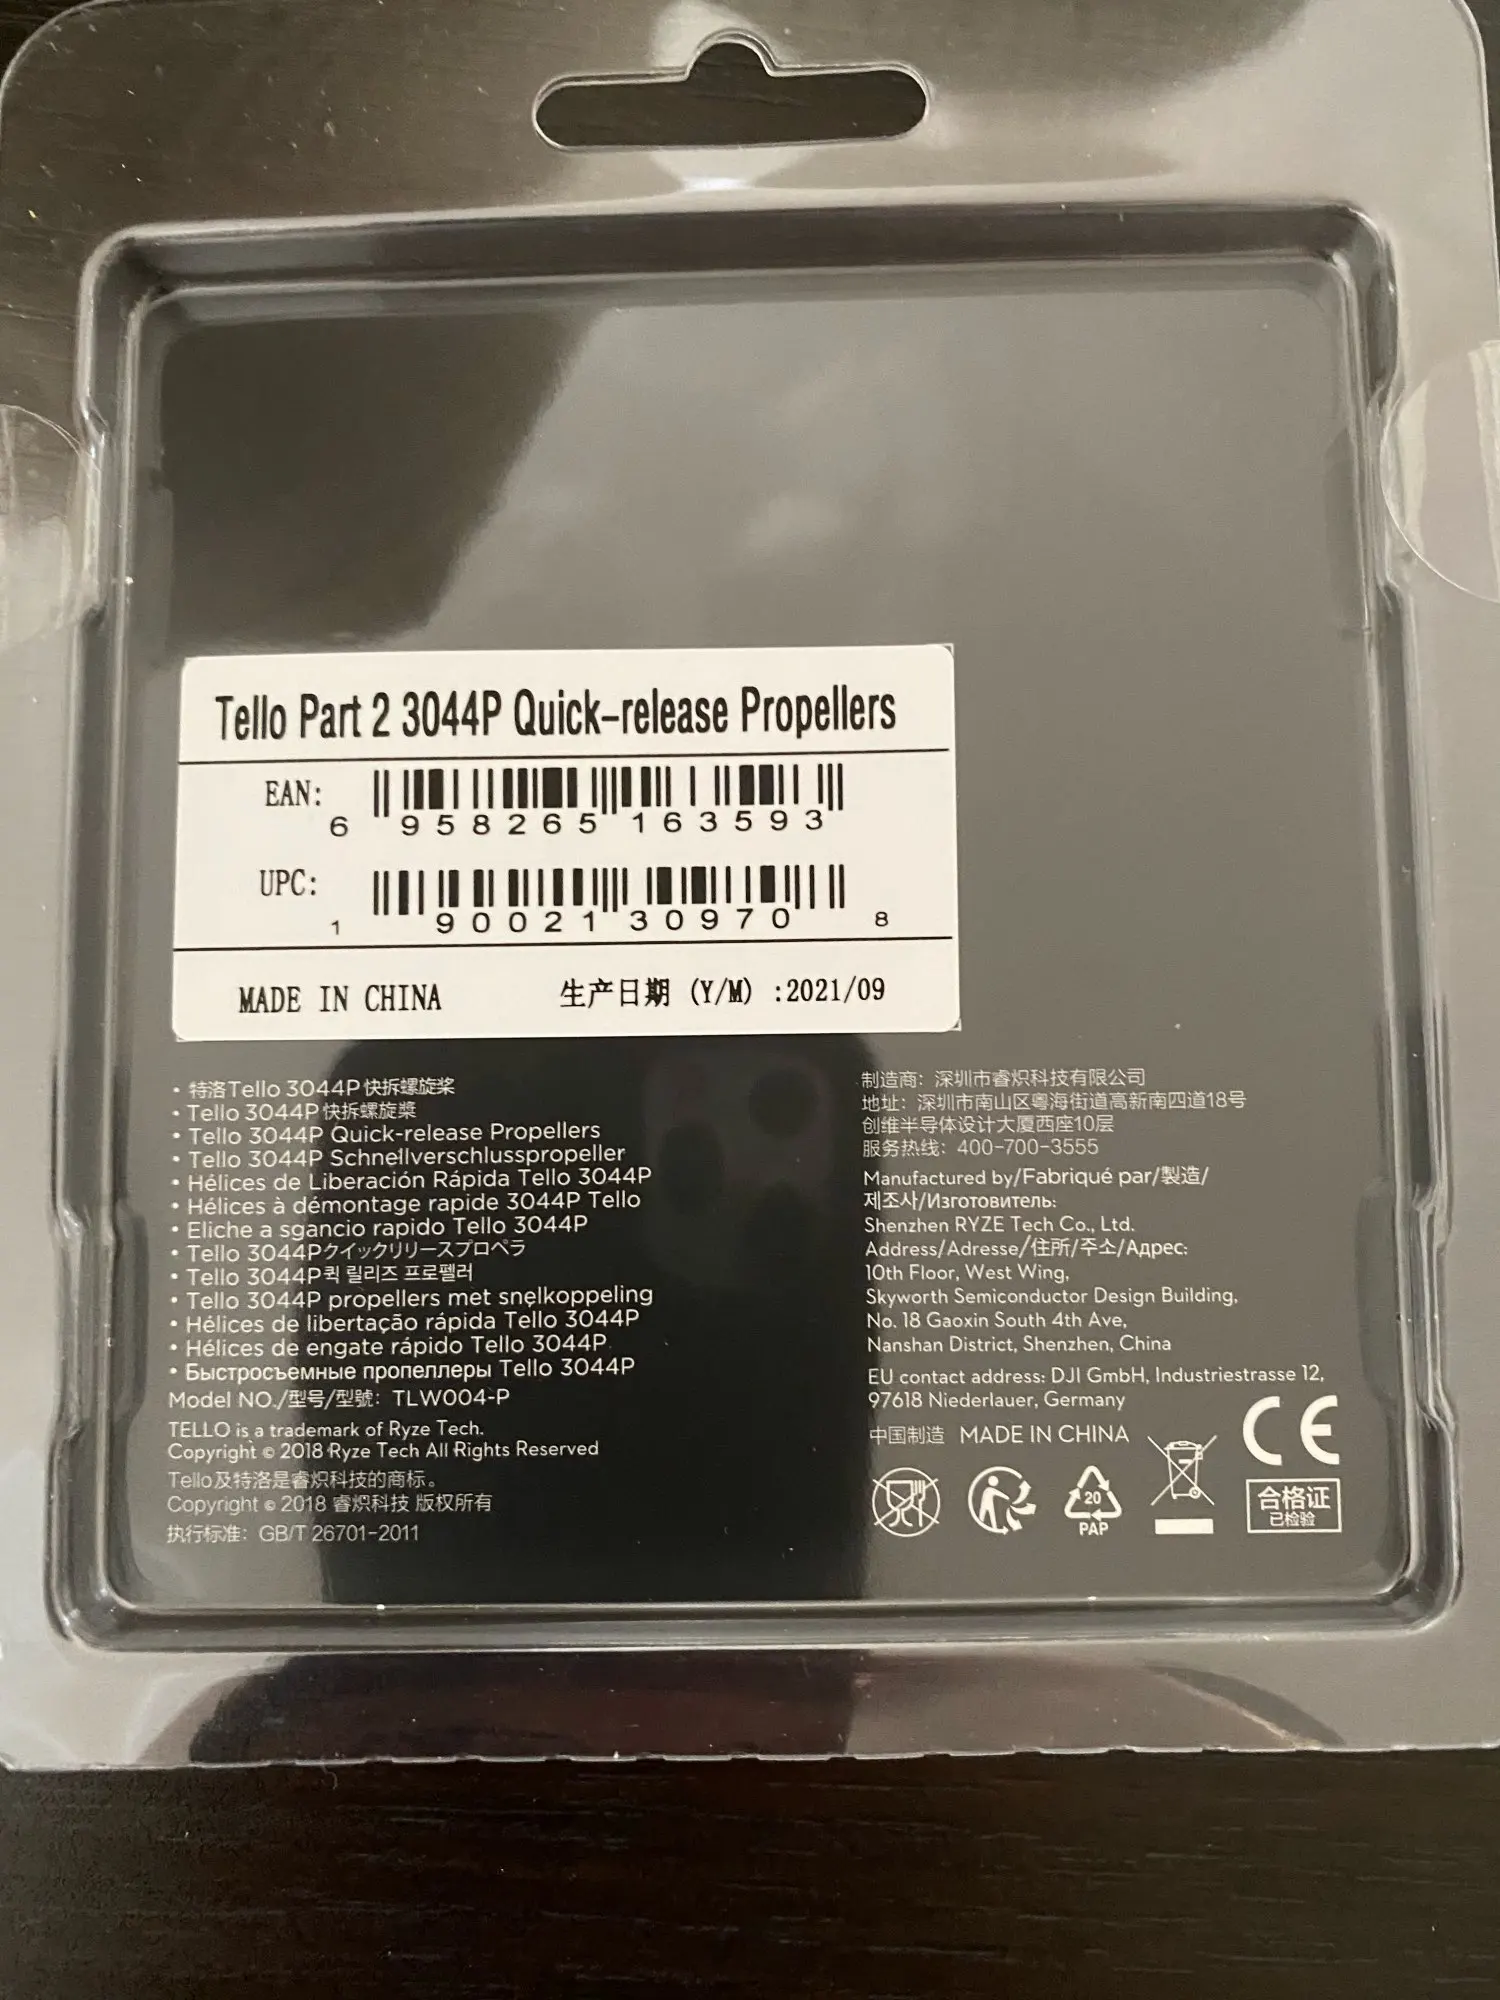 Tello Part 2 3044P Quick-release Propellers
EAN:
6 958265 163593
UPC:
1 90021 30970 8
MADE IN CHINA 生产日期 (Y/M) :2021/09
• 特洛Tello 3044P快拆螺旋桨
• Tello 3044P快拆螺旋槳
• Tello 3044P Quick-release Propellers
• Tello 3044P Schnellverschlusspropeller
• Hélices de Liberación Rápida Tello 3044P
• Hélices à démontage rapide 3044P Tello
• Eliche a sgancio rapido Tello 3044P
• Tello 3044Pクイックリリースプロペラ
• Tello 3044P퀵 릴리즈 프로펠러
• Tello 3044P propellers met snelkoppeling
• Hélices de libertação rápida Tello 3044P
• Hélices de engate rápido Tello 3044P
• Быстросъемные пропеллеры Tello 3044P
Model NO./型号/型號: TLW004-P
TELLO is a trademark of Ryze Tech.
Copyright © 2018 Ryze Tech All Rights Reserved
Tello及特洛是睿炽科技的商标。
Copyright © 2018 睿炽科技 版权所有
执行标准: GB/T 26701-2011
制造商: 深圳市睿炽科技有限公司
地址: 深圳市南山区粤海街道高新南四道18号
创维半导体设计大厦西座10层
服务热线: 400-700-3555
Manufactured by/Fabriqué par/製造/
제조사/Изготовитель:
Shenzhen RYZE Tech Co., Ltd.
Address/Adresse/住所/주소/Адрес:
10th Floor, West Wing,
Skyworth Semiconductor Design Building,
No. 18 Gaoxin South 4th Ave,
Nanshan District, Shenzhen, China
EU contact address: DJI GmbH, Industriestrasse 12,
97618 Niederlauer, Germany
中国制造 MADE IN CHINA
CE
20
PAP
合格证
已检验